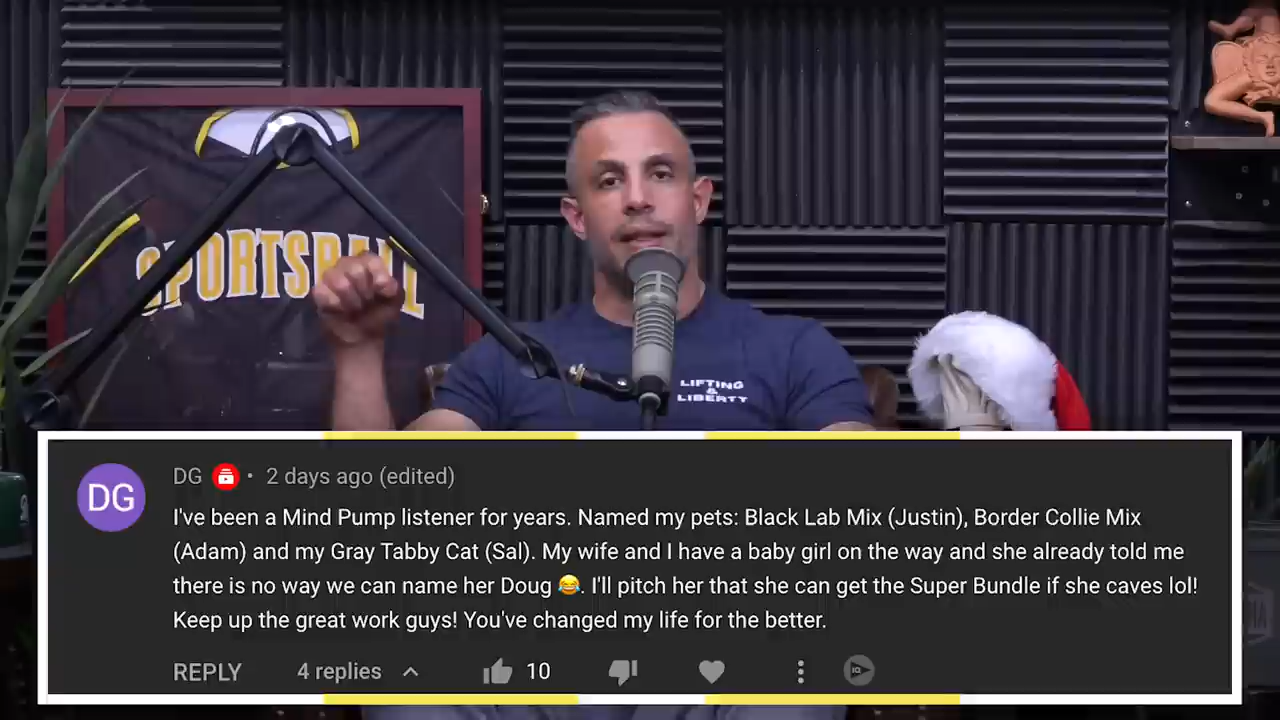 SPORTSBALL
LIFTING
&
LIBERTY
DG
DG • 2 days ago (edited)
I've been a Mind Pump listener for years. Named my pets: Black Lab Mix (Justin), Border Collie Mix
(Adam) and my Gray Tabby Cat (Sal). My wife and I have a baby girl on the way and she already told me
there is no way we can name her Doug 😂. I'll pitch her that she can get the Super Bundle if she caves lol!
Keep up the great work guys! You've changed my life for the better.
REPLY 4 replies 10 IQ